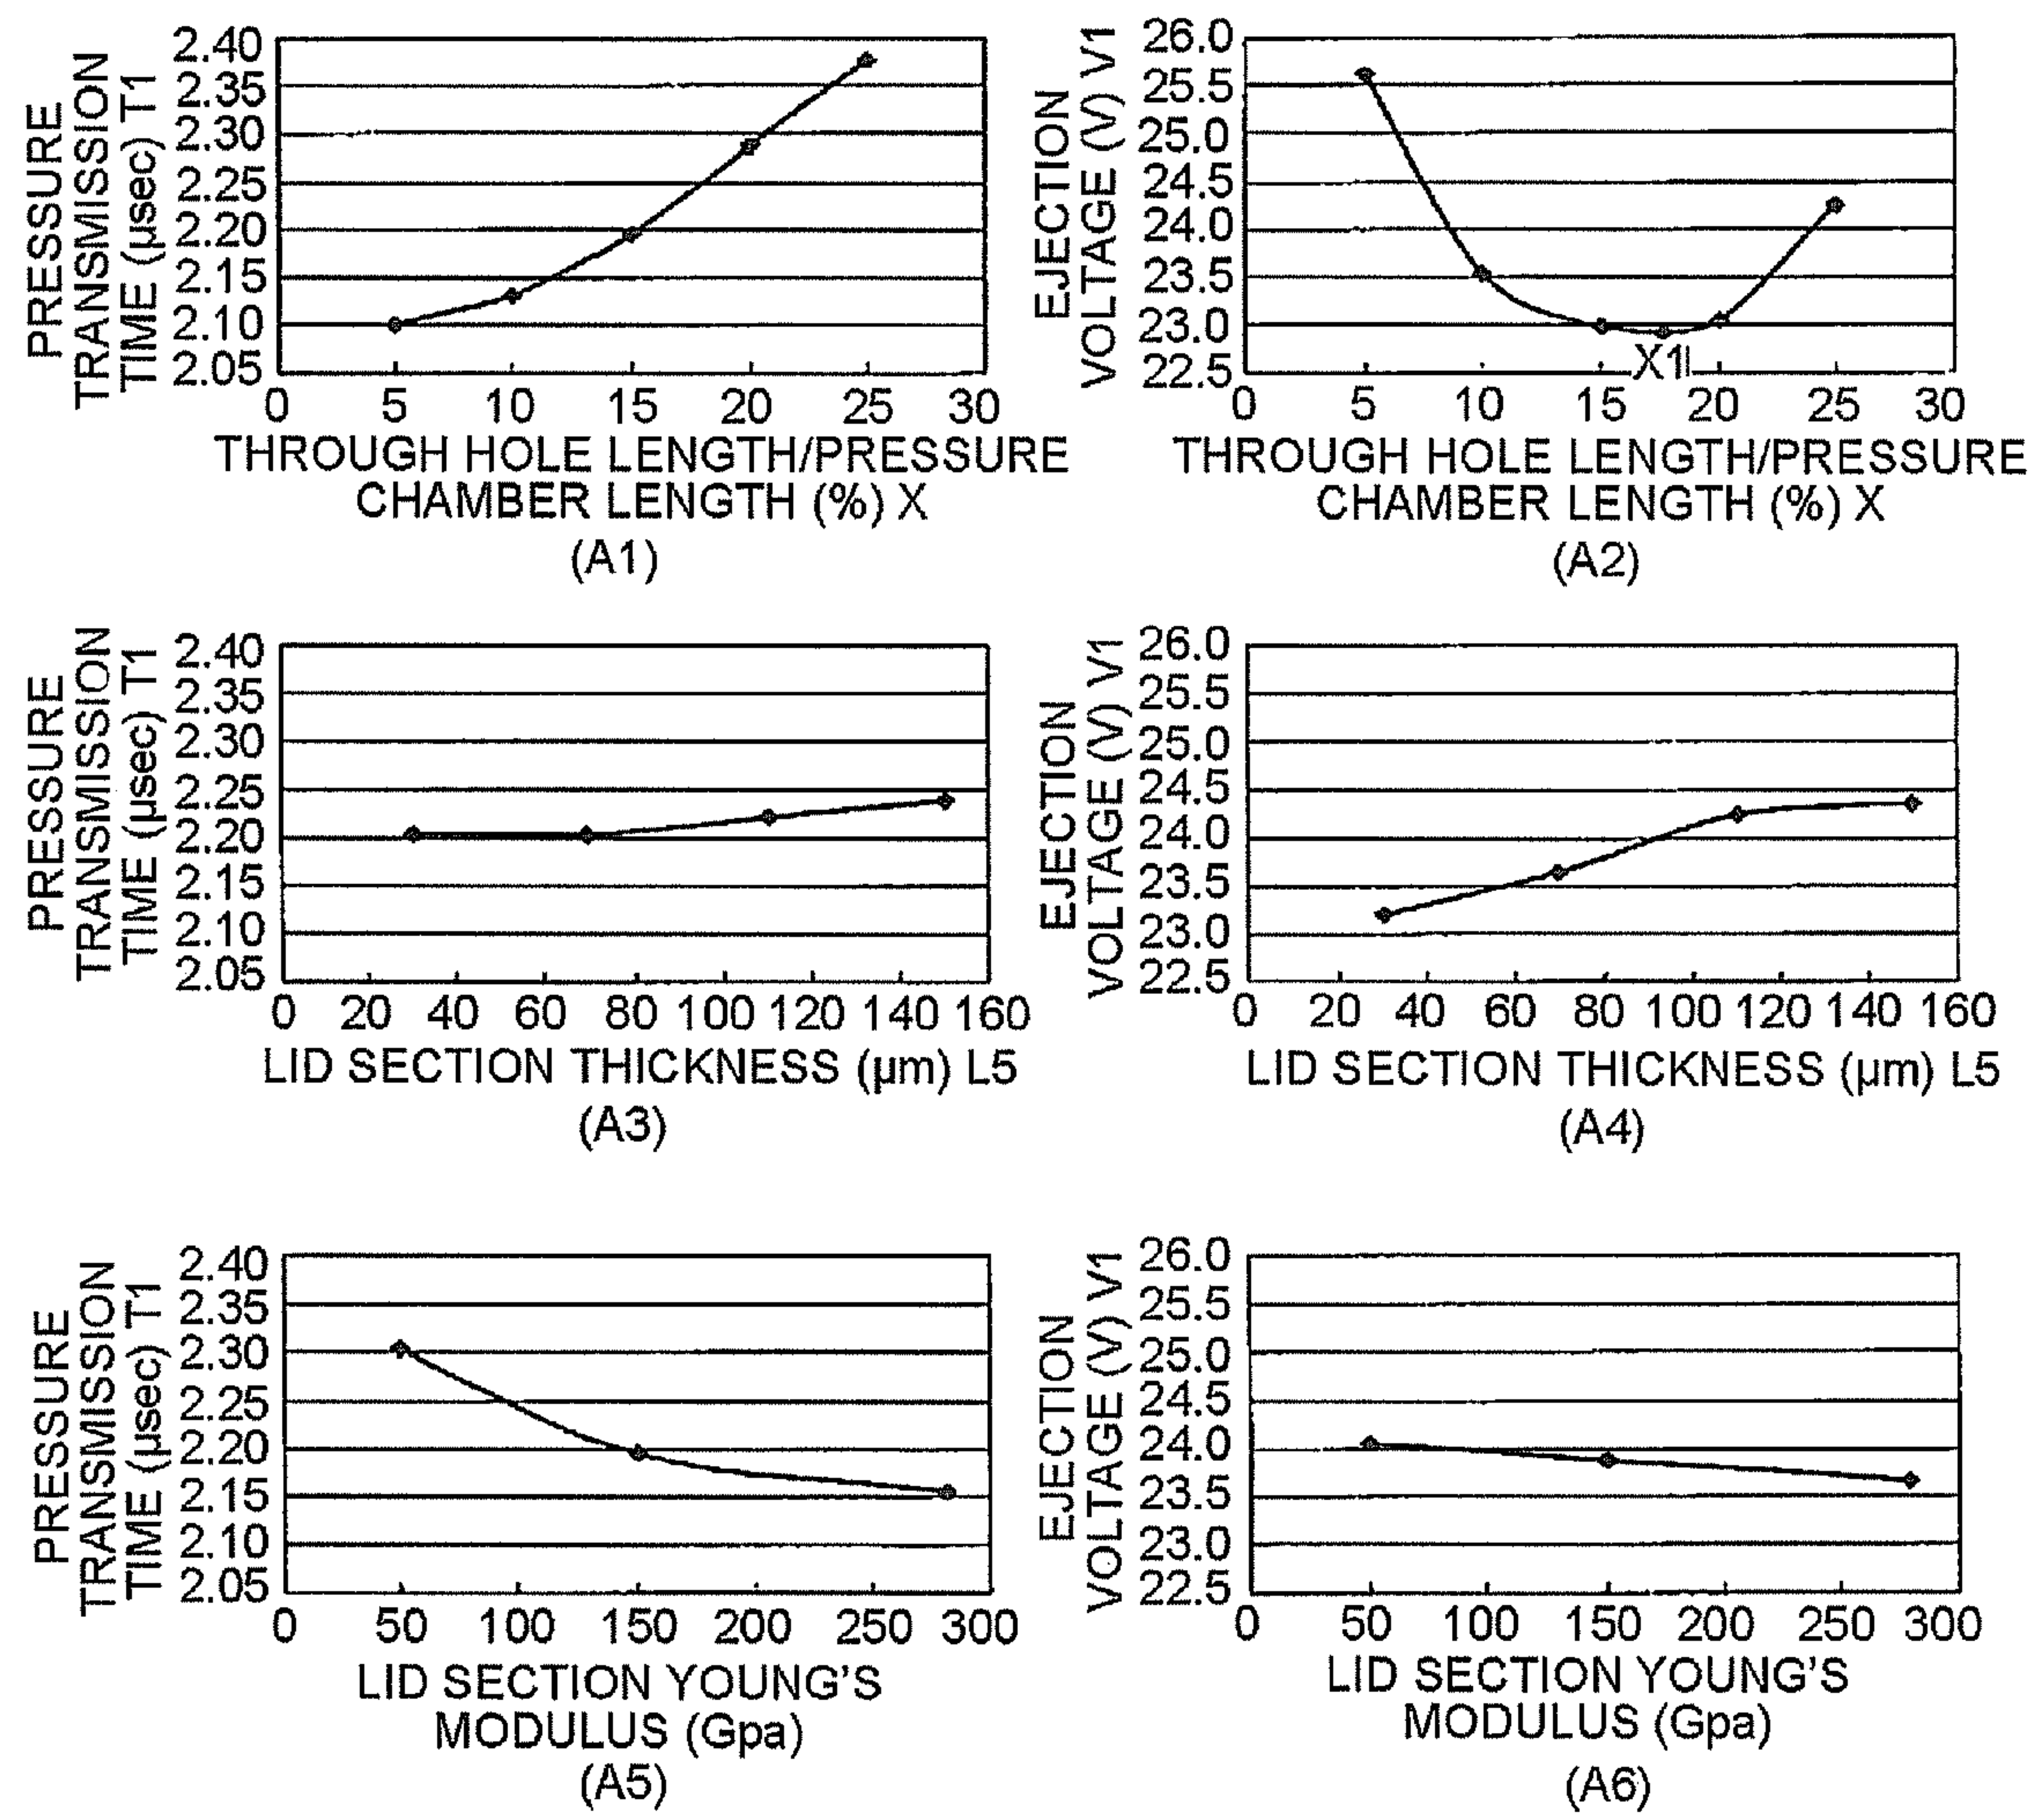 PRESSURE
TRANSMISSION
TIME (µsec) T1
2.40
2.35
2.30
2.25
2.20
2.15
2.10
2.05
0 5 10 15 20 25 30
THROUGH HOLE LENGTH/PRESSURE
CHAMBER LENGTH (%) X
(A1)
EJECTION
VOLTAGE (V) V1
26.0
25.5
25.0
24.5
24.0
23.5
23.0
22.5
X1
0 5 10 15 20 25 30
THROUGH HOLE LENGTH/PRESSURE
CHAMBER LENGTH (%) X
(A2)
PRESSURE
TRANSMISSION
TIME (µsec) T1
2.40
2.35
2.30
2.25
2.20
2.15
2.10
2.05
0 20 40 60 80 100 120 140 160
LID SECTION THICKNESS (µm) L5
(A3)
EJECTION
VOLTAGE (V) V1
26.0
25.5
25.0
24.5
24.0
23.5
23.0
22.5
0 20 40 60 80 100 120 140 160
LID SECTION THICKNESS (µm) L5
(A4)
PRESSURE
TRANSMISSION
TIME (µsec) T1
2.40
2.35
2.30
2.25
2.20
2.15
2.10
2.05
0 50 100 150 200 250 300
LID SECTION YOUNG'S
MODULUS (Gpa)
(A5)
EJECTION
VOLTAGE (V) V1
26.0
25.5
25.0
24.5
24.0
23.5
23.0
22.5
0 50 100 150 200 250 300
LID SECTION YOUNG'S
MODULUS (Gpa)
(A6)